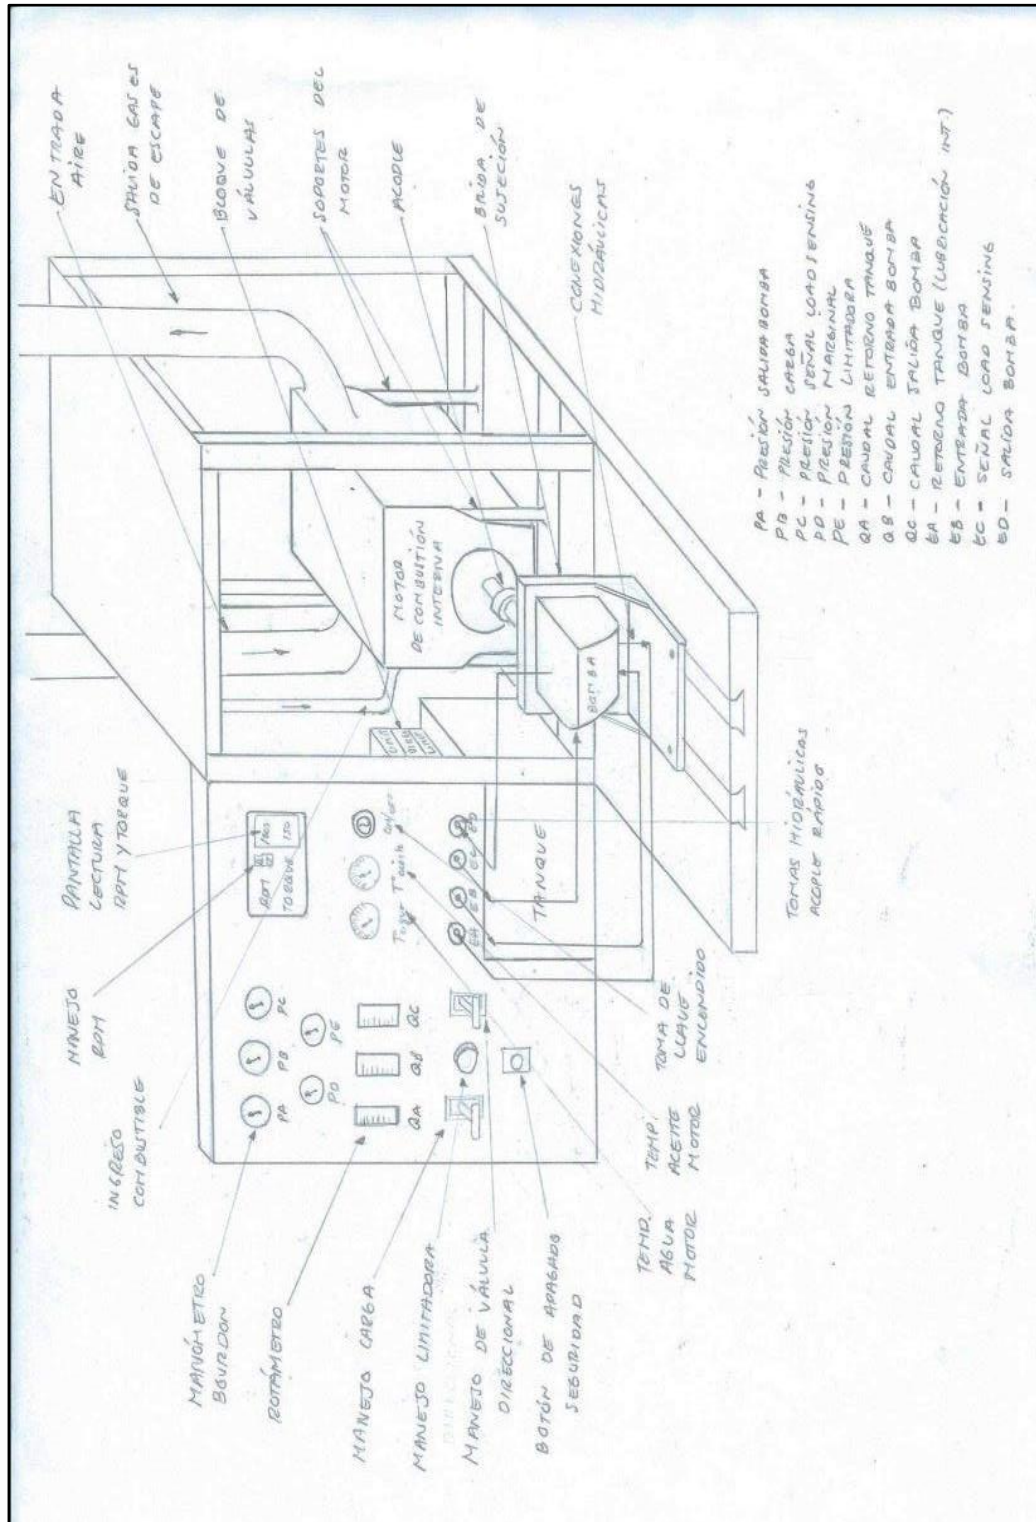 ENTRADA
AIRE
SALIDA GASES
DE ESCAPE
BLOQUE DE
VÁLVULAS
SOPORTES DEL
MOTOR
ACOPLE
BRIDA DE
SUSECIÓN
CONEXIONES
HIDRÁULICAS
PANTALLA
LECTURA
RPM Y TORQUE
MANEJO
RPM
INGRESO
COMBUSTIBLE
MANÓMETRO
BOURDON
ROTÁMETRO
MANEJO CARGA
MANEJO LIMITADORA
MANEJO DE VÁLVULA
DIRECCIONAL
BOTÓN DE APAGADO
SEGURIDAD
TEMP.
AGUA
MOTOR
TEMP.
ACEITE
MOTOR
TOMA DE
LLAVE
ENCENDIDO
TOMAS HIDRÁULICAS
ACOPLE RÁPIDO
PA
PB
PC
PD
PE
QA
QB
QC
RPM
TORQUE
150
EA
EB
EC
ED
TANQUE
MOTOR
DE COMBUSTIÓN
INTERNA
BOMBA
PA - PRESIÓN SALIDA BOMBA
PB - PRESIÓN CARGA
PC - PRESIÓN SEÑAL LOAD SENSING
PD - PRESIÓN MARGINAL
PE - PRESIÓN LIMITADORA
QA - CAUDAL RETORNO TANQUE
QB - CAUDAL ENTRADA BOMBA
QC - CAUDAL SALIDA BOMBA
EA - RETORNO TANQUE (LUBRICACIÓN INT.)
EB - ENTRADA BOMBA
EC - SEÑAL LOAD SENSING
ED - SALIDA BOMBA.